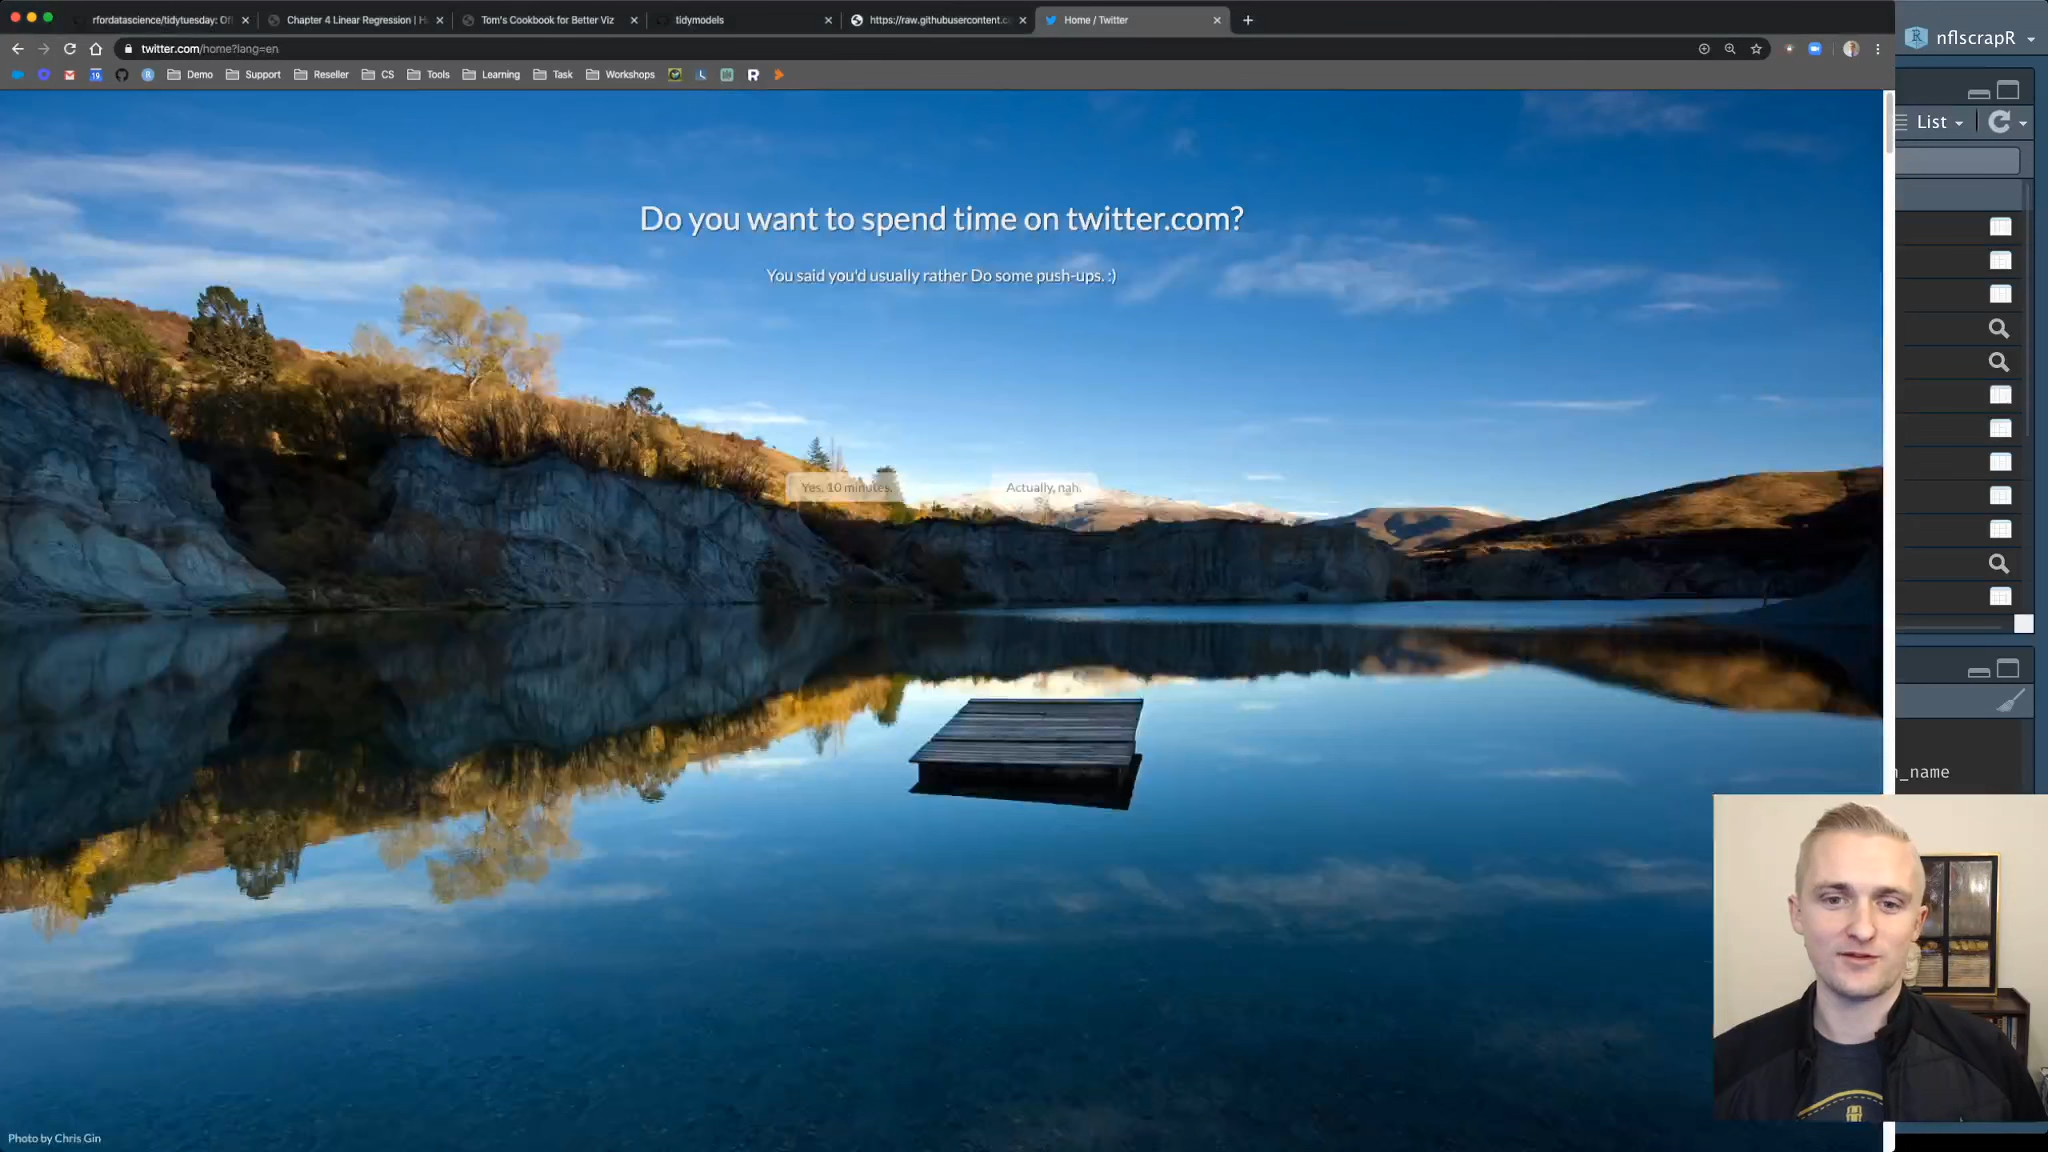 rfordatascience/tidytuesday: Of
Chapter 4 Linear Regression | H
Tom's Cookbook for Better Viz
tidymodels
https://raw.githubusercontent.c
Home / Twitter
twitter.com/home?lang=en
nflscrapR
19
Demo
Support
Reseller
CS
Tools
Learning
Task
Workshops
List
Do you want to spend time on twitter.com?
You said you'd usually rather Do some push-ups. :)
Yes, 10 minutes.
Actually, nah.
_name
Photo by Chris Gin